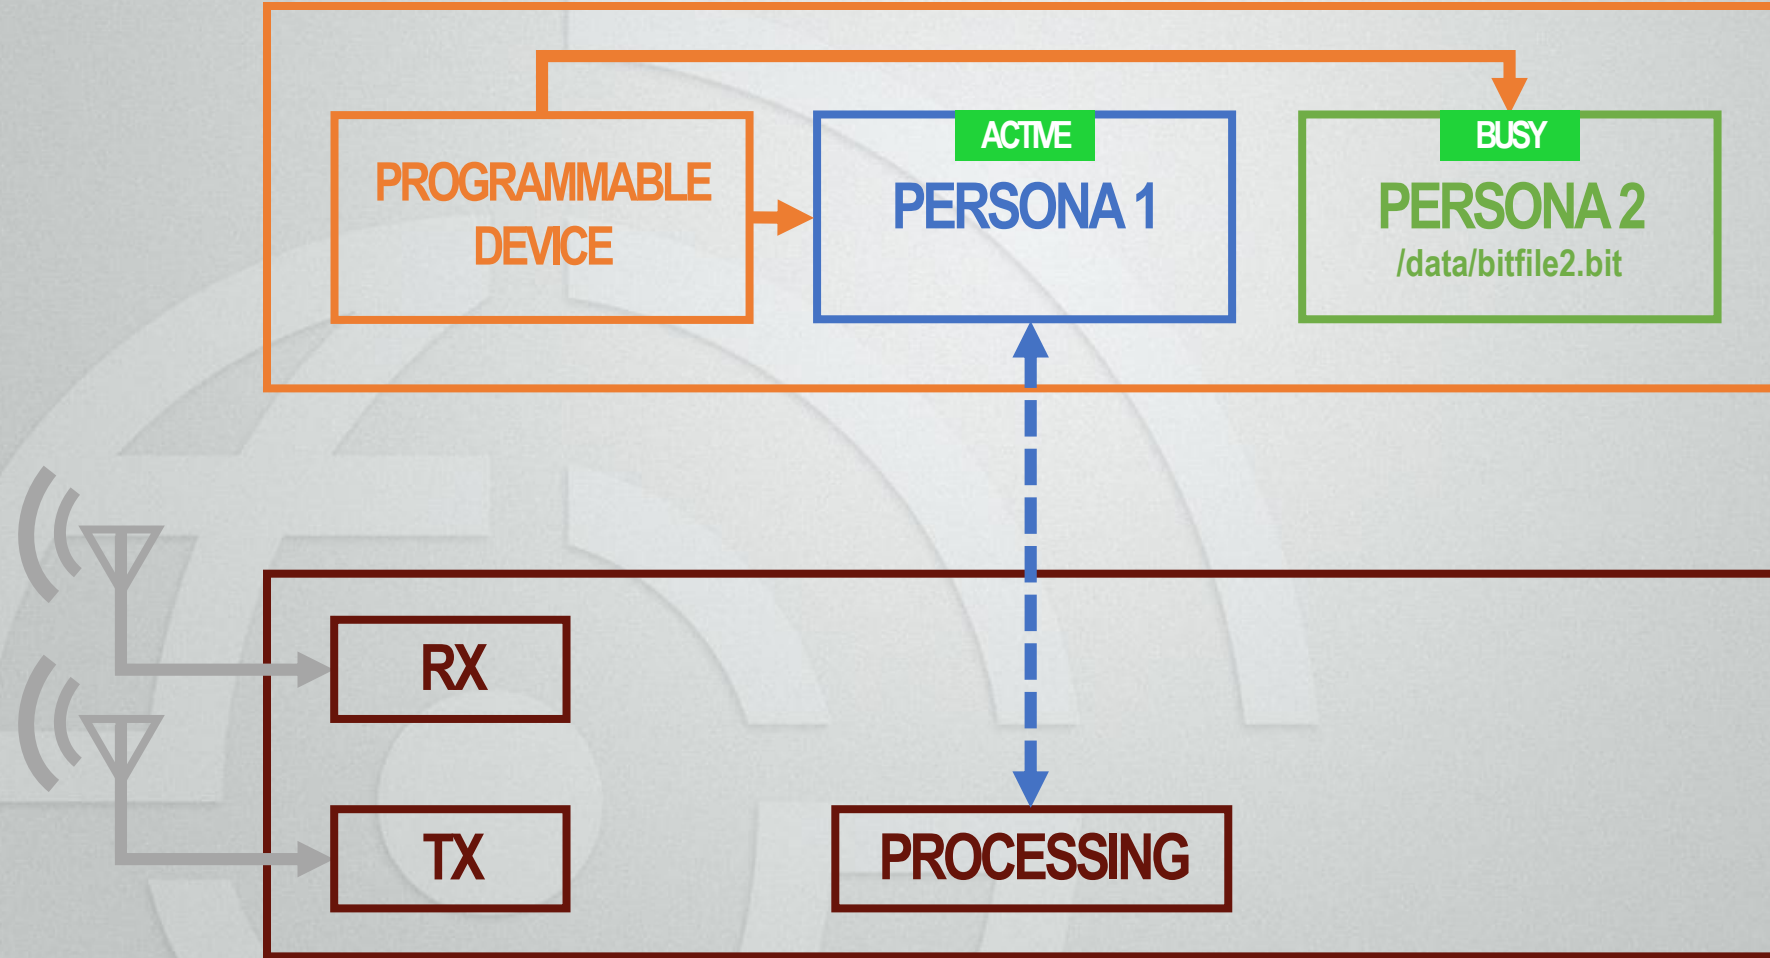 ACTIVE
BUSY
PROGRAMMABLE
DEVICE
PERSONA 1
PERSONA 2
/data/bitfile2.bit
RX
TX
PROCESSING